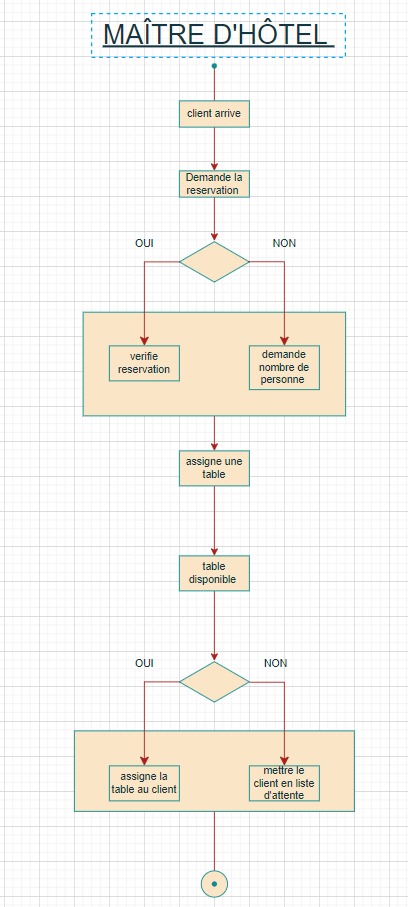 MAÎTRE D'HÔTEL
client arrive
Demande la
reservation
OUI
NON
verifie
reservation
demande
nombre de
personne
assigne une
table
table
disponible
OUI
NON
assigne la
table au client
mettre le
client en liste
d'attente